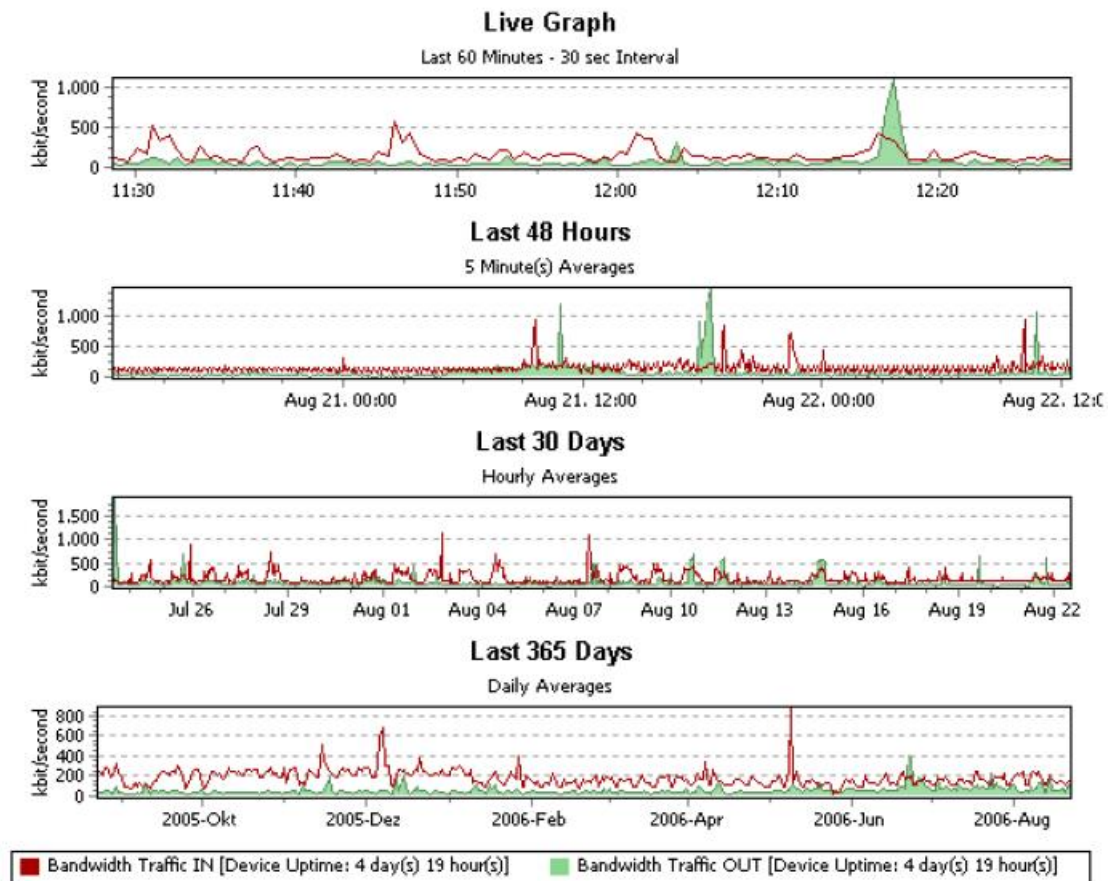 Live Graph
Last 60 Minutes - 30 sec Interval
kbit/second
1.000
500
0
11:30 11:40 11:50 12:00 12:10 12:20
Last 48 Hours
5 Minute(s) Averages
kbit/second
1.000
500
0
Aug 21. 00:00 Aug 21. 12:00 Aug 22. 00:00 Aug 22. 12:0
Last 30 Days
Hourly Averages
kbit/second
1.500
1.000
500
0
Jul 26 Jul 29 Aug 01 Aug 04 Aug 07 Aug 10 Aug 13 Aug 16 Aug 19 Aug 22
Last 365 Days
Daily Averages
kbit/second
800
600
400
200
0
2005-Okt 2005-Dez 2006-Feb 2006-Apr 2006-Jun 2006-Aug
Bandwidth Traffic IN [Device Uptime: 4 day(s) 19 hour(s)] Bandwidth Traffic OUT [Device Uptime: 4 day(s) 19 hour(s)]